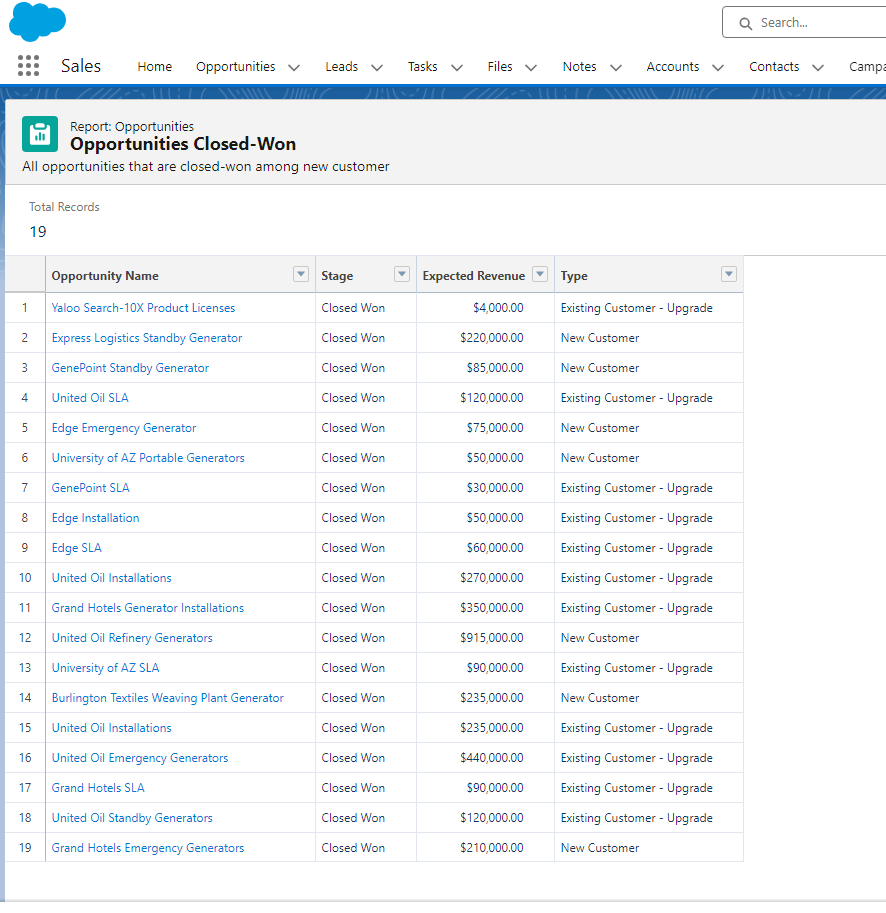 Search...
Sales Home Opportunities Leads Tasks Files Notes Accounts Contacts Campa
Report: Opportunities
Opportunities Closed-Won
All opportunities that are closed-won among new customer
Total Records
19
Opportunity Name Stage Expected Revenue Type
1 Yaloo Search-10X Product Licenses Closed Won $4,000.00 Existing Customer - Upgrade
2 Express Logistics Standby Generator Closed Won $220,000.00 New Customer
3 GenePoint Standby Generator Closed Won $85,000.00 New Customer
4 United Oil SLA Closed Won $120,000.00 Existing Customer - Upgrade
5 Edge Emergency Generator Closed Won $75,000.00 New Customer
6 University of AZ Portable Generators Closed Won $50,000.00 New Customer
7 GenePoint SLA Closed Won $30,000.00 Existing Customer - Upgrade
8 Edge Installation Closed Won $50,000.00 Existing Customer - Upgrade
9 Edge SLA Closed Won $60,000.00 Existing Customer - Upgrade
10 United Oil Installations Closed Won $270,000.00 Existing Customer - Upgrade
11 Grand Hotels Generator Installations Closed Won $350,000.00 Existing Customer - Upgrade
12 United Oil Refinery Generators Closed Won $915,000.00 New Customer
13 University of AZ SLA Closed Won $90,000.00 Existing Customer - Upgrade
14 Burlington Textiles Weaving Plant Generator Closed Won $235,000.00 New Customer
15 United Oil Installations Closed Won $235,000.00 Existing Customer - Upgrade
16 United Oil Emergency Generators Closed Won $440,000.00 Existing Customer - Upgrade
17 Grand Hotels SLA Closed Won $90,000.00 Existing Customer - Upgrade
18 United Oil Standby Generators Closed Won $120,000.00 Existing Customer - Upgrade
19 Grand Hotels Emergency Generators Closed Won $210,000.00 New Customer